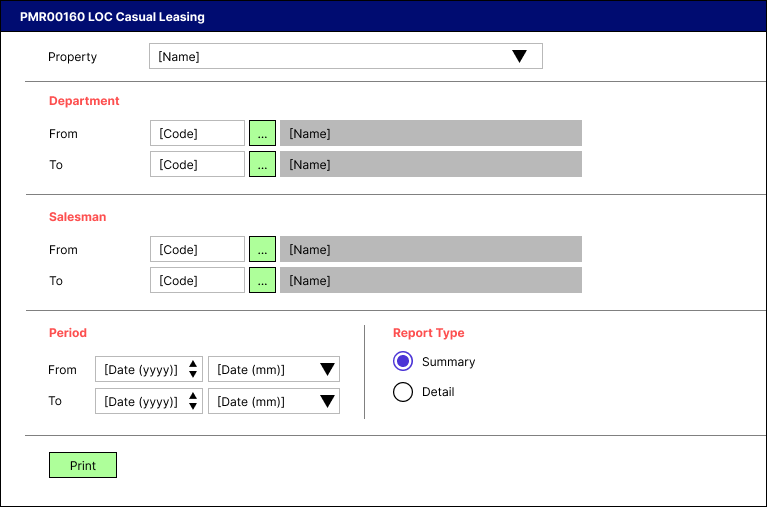 PMR00160 LOC Casual Leasing
Property [Name]
Department
From [Code] ... [Name]
To [Code] ... [Name]
Salesman
From [Code] ... [Name]
To [Code] ... [Name]
Period
From [Date (yyyy)] [Date (mm)]
To [Date (yyyy)] [Date (mm)]
Report Type
Summary
Detail
Print